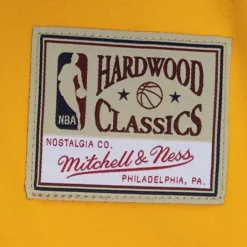 HARDWOOD
NBA
CLASSICS
NOSTALGIA CO.
Mitchell & Ness
PHILADELPHIA, PA.